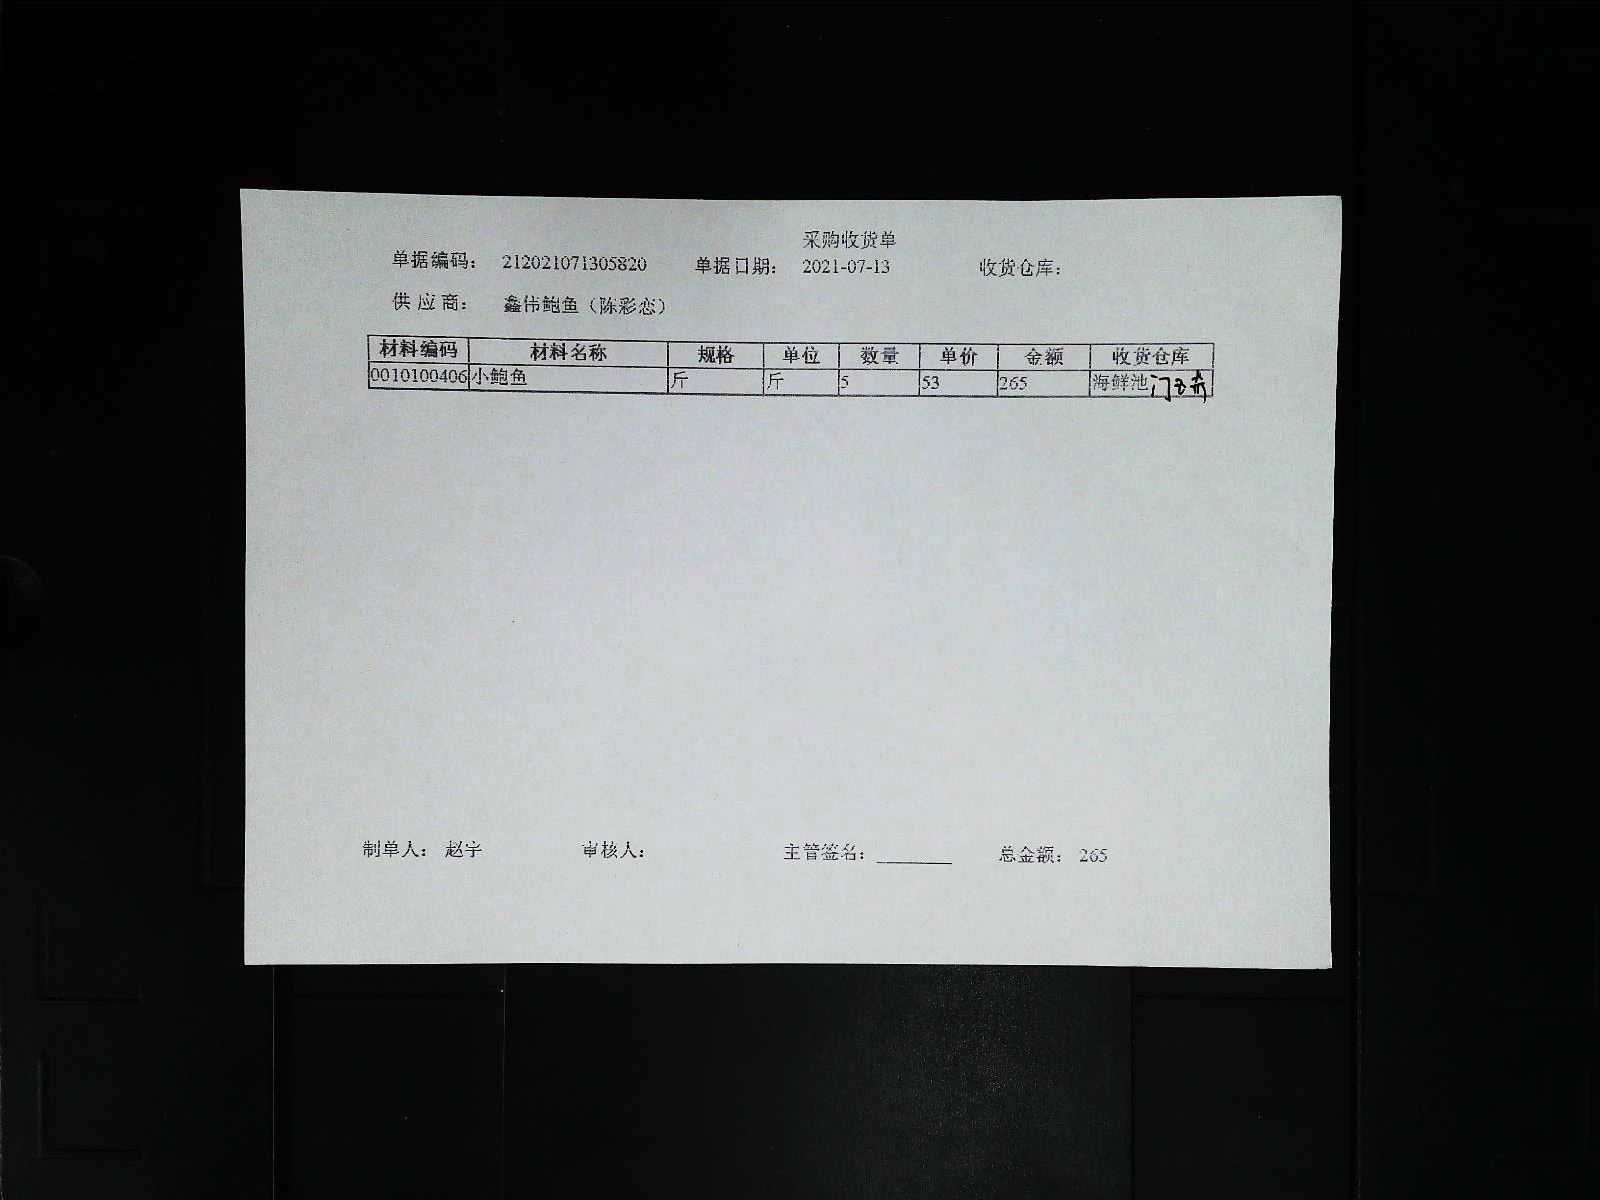 采购收货单
单据编码: 212021071305820 单据日期: 2021-07-13 收货仓库:
供应商: 鑫伟鲍鱼（陈彩恋）
材料编码 材料名称 规格 单位 数量 单价 金额 收货仓库
0010100406 小鲍鱼 斤 斤 5 53 265 海鲜池
制单人: 赵宇 审核人: 主管签名: ________ 总金额: 265